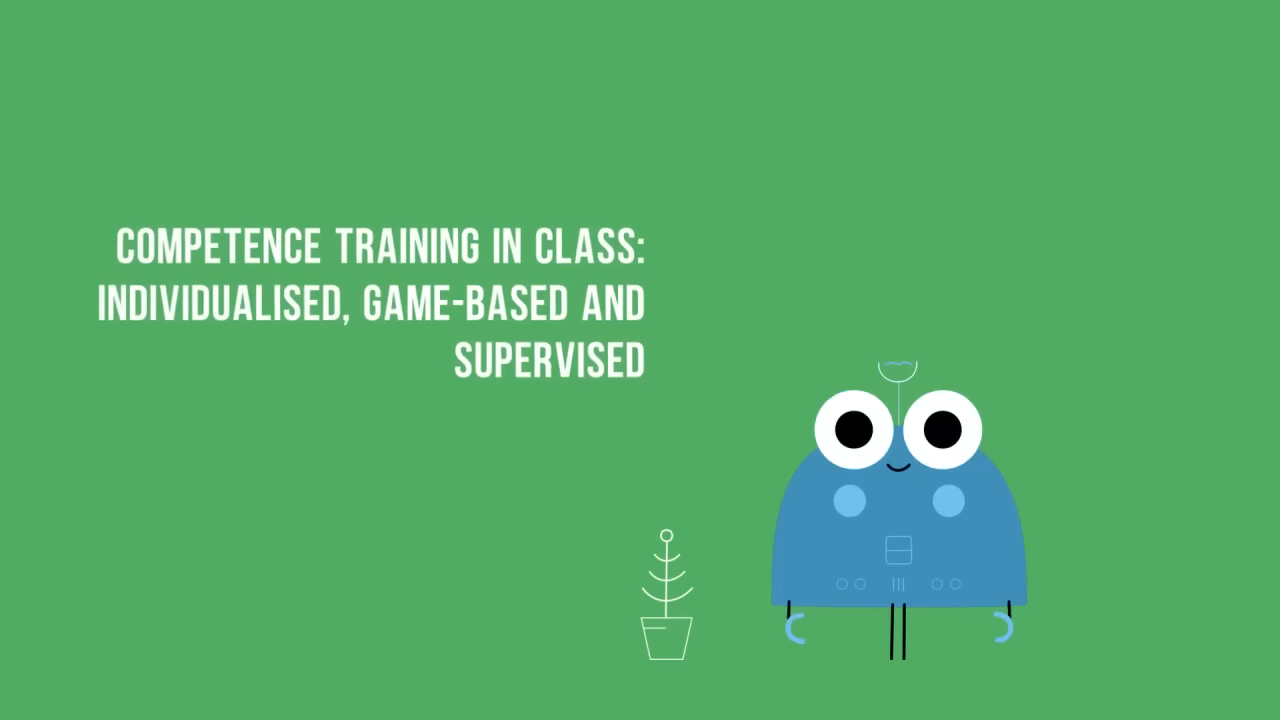 COMPETENCE TRAINING IN CLASS:
INDIVIDUALISED, GAME-BASED AND
SUPERVISED